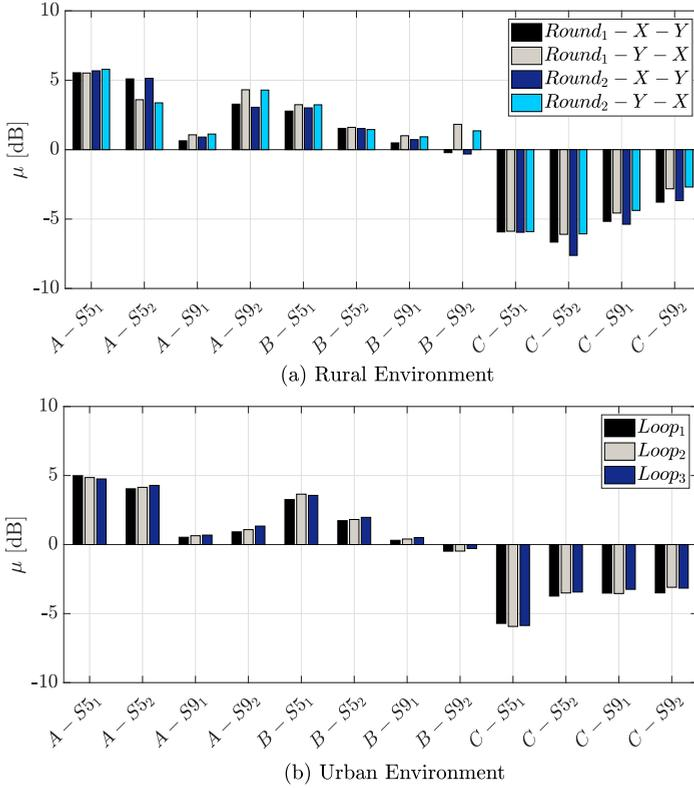 10
5
0
-5
-10
μ [dB]
Round₁ − X − Y
Round₁ − Y − X
Round₂ − X − Y
Round₂ − Y − X
A − S5₁
A − S5₂
A − S9₁
A − S9₂
B − S5₁
B − S5₂
B − S9₁
B − S9₂
C − S5₁
C − S5₂
C − S9₁
C − S9₂
(a) Rural Environment
10
5
0
-5
-10
μ [dB]
Loop₁
Loop₂
Loop₃
A − S5₁
A − S5₂
A − S9₁
A − S9₂
B − S5₁
B − S5₂
B − S9₁
B − S9₂
C − S5₁
C − S5₂
C − S9₁
C − S9₂
(b) Urban Environment